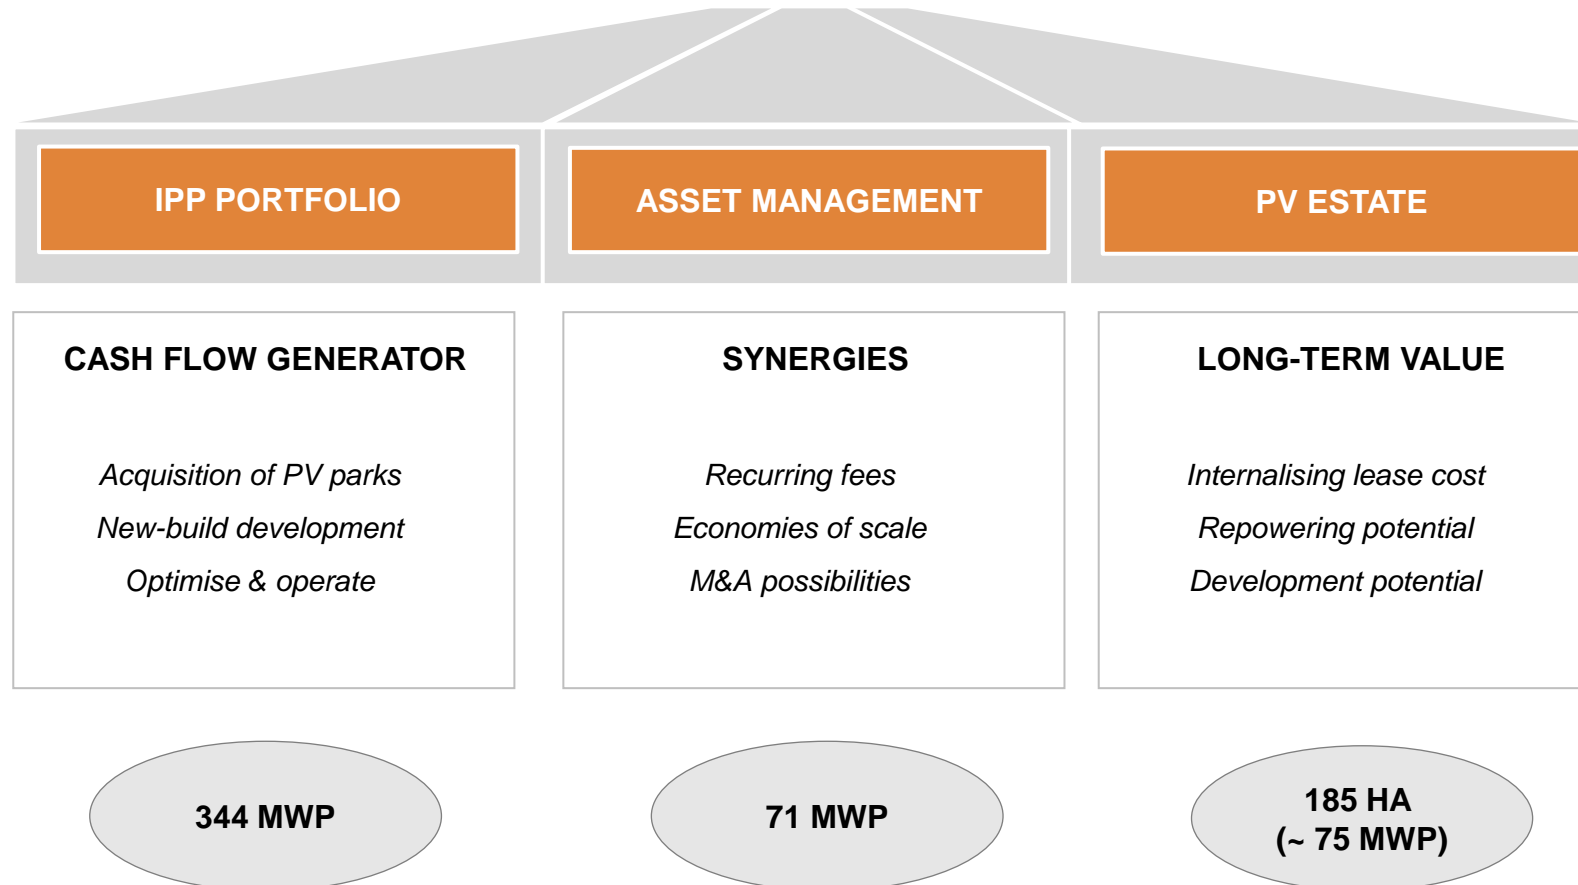 IPP PORTFOLIO
ASSET MANAGEMENT
PV ESTATE
CASH FLOW GENERATOR
Acquisition of PV parks
New-build development
Optimise & operate
SYNERGIES
Recurring fees
Economies of scale
M&A possibilities
LONG-TERM VALUE
Internalising lease cost
Repowering potential
Development potential
344 MWP
71 MWP
185 HA
(~ 75 MWP)